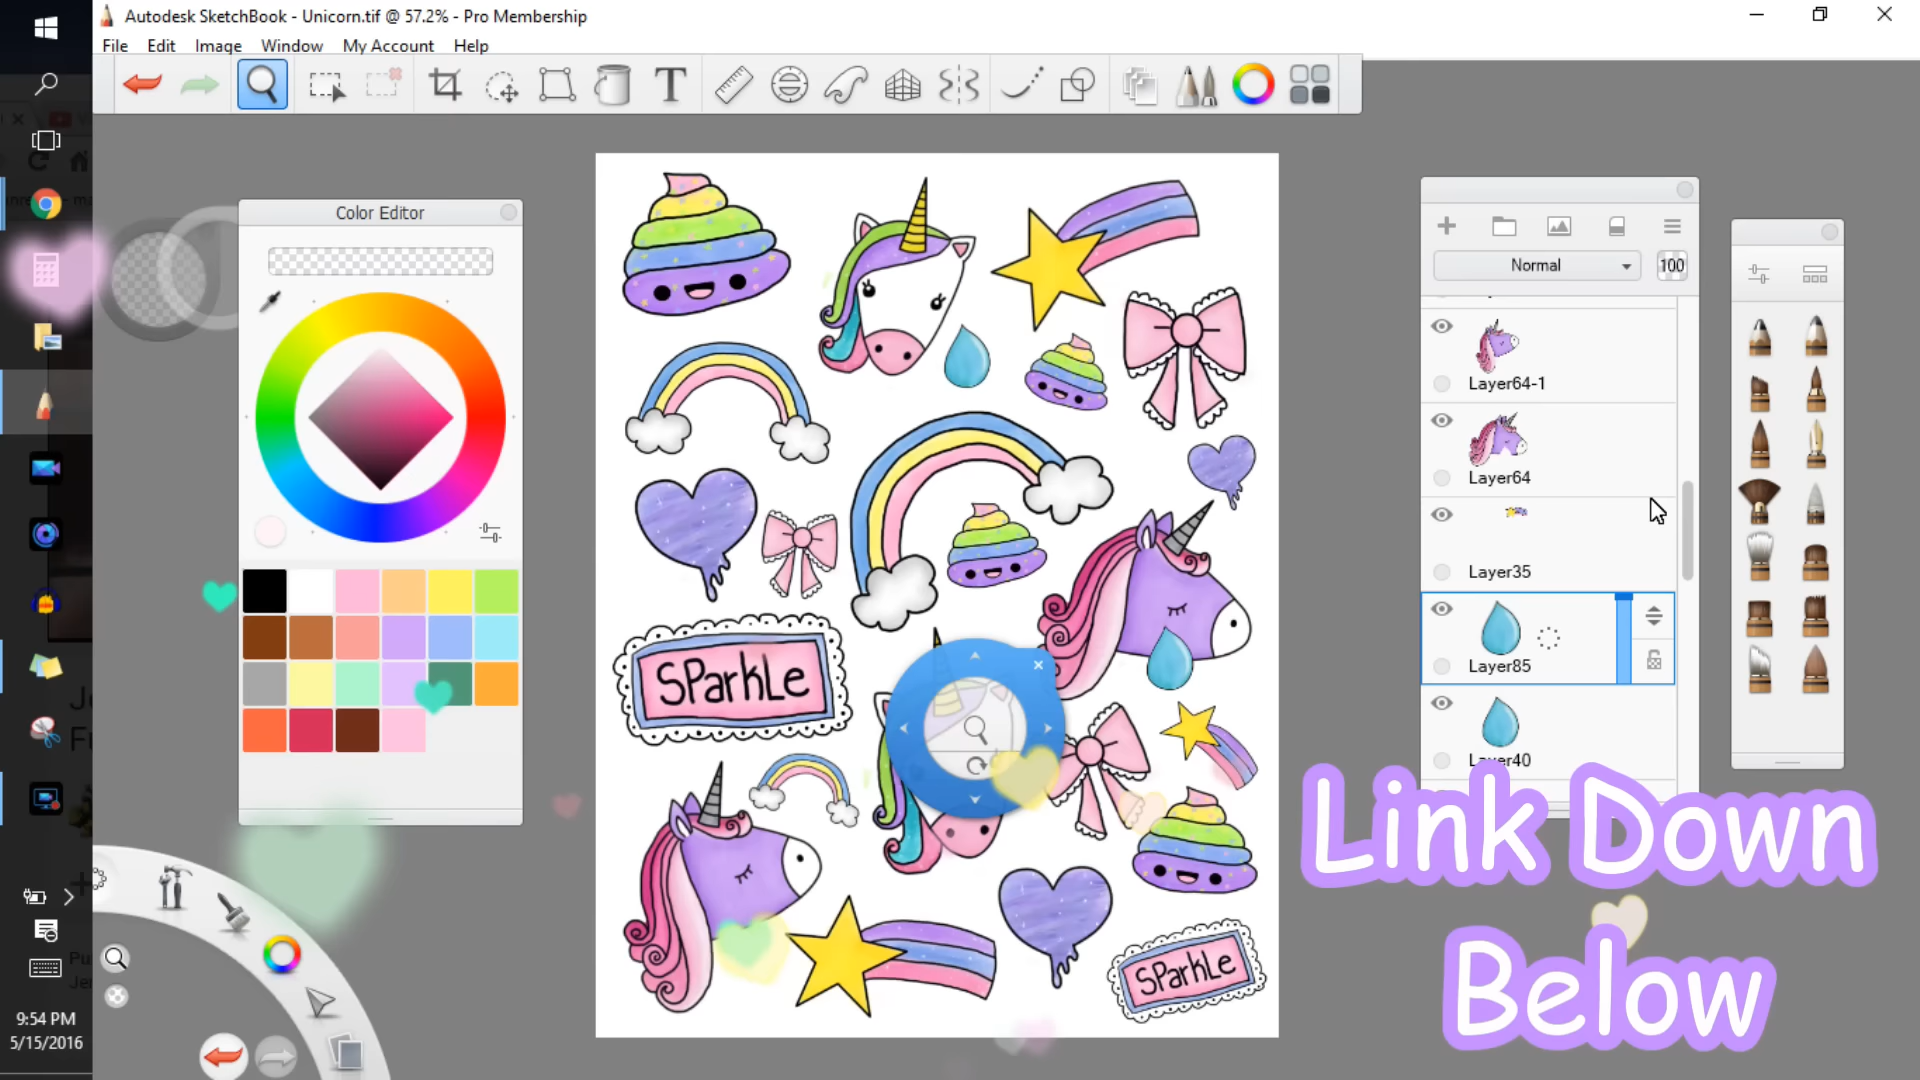 Autodesk SketchBook - Unicorn.tif @ 57.2% - Pro Membership
File Edit Image Window My Account Help
T
Color Editor
Normal 100
Layer64-1
Layer64
Layer35
Layer85
Layer40
SParkLe
SParkLe
Link Down
Below
9:54 PM
5/15/2016